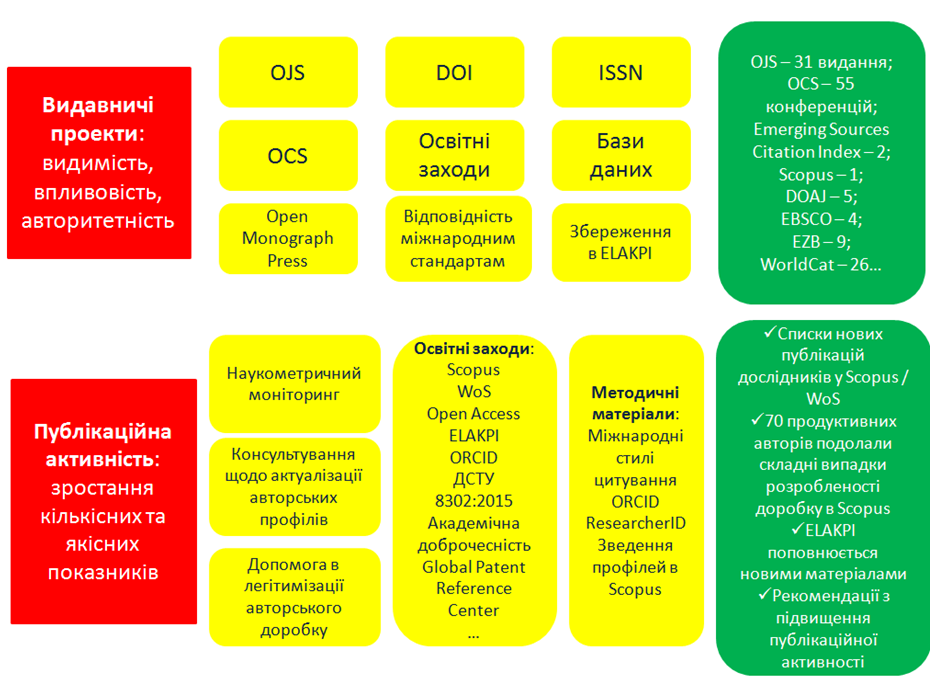 Видавничі
проекти:
видимість,
впливовість,
авторитетність
OJS
DOI
ISSN
OCS
Освітні
заходи
Бази
даних
Open
Monograph
Press
Відповідність
міжнародним
стандартам
Збереження
в ELAKPI
OJS – 31 видання;
OCS – 55
конференцій;
Emerging Sources
Citation Index – 2;
Scopus – 1;
DOAJ – 5;
EBSCO – 4;
EZB – 9;
WorldCat – 26…
Публікаційна
активність:
зростання
кількісних та
якісних
показників
Наукометричний
моніторинг
Консультування
щодо актуалізації
авторських
профілів
Допомога в
легітимізації
авторського
доробку
Освітні заходи:
Scopus
WoS
Open Access
ELAKPI
ORCID
ДСТУ
8302:2015
Академічна
доброчесність
Global Patent
Reference
Center
…
Методичні
матеріали:
Міжнародні
стилі
цитування
ORCID
ResearcherID
Зведення
профілей в
Scopus
✓Списки нових
публікацій
дослідників у Scopus /
WoS
✓70 продуктивних
авторів подолали
складні випадки
розробленості
доробку в Scopus
✓ELAKPI
поповнюється
новими матеріалами
✓Рекомендації з
підвищення
публікаційної
активності